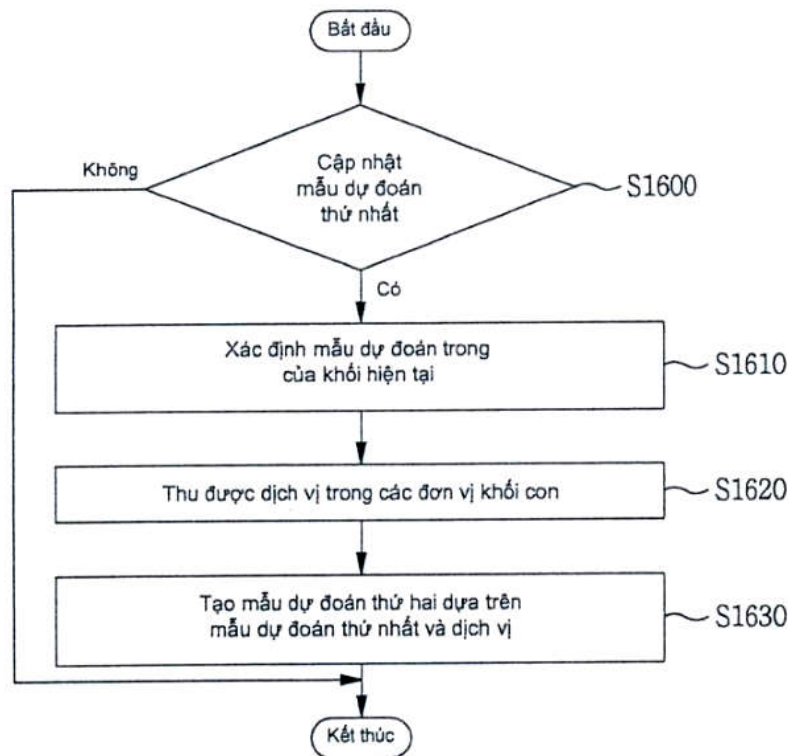 Bắt đầu
Không
Cập nhật
mẫu dự đoán
thứ nhất
S1600
Có
Xác định mẫu dự đoán trong
của khối hiện tại
S1610
Thu được dịch vị trong các đơn vị khối con
S1620
Tạo mẫu dự đoán thứ hai dựa trên
mẫu dự đoán thứ nhất và dịch vị
S1630
Kết thúc